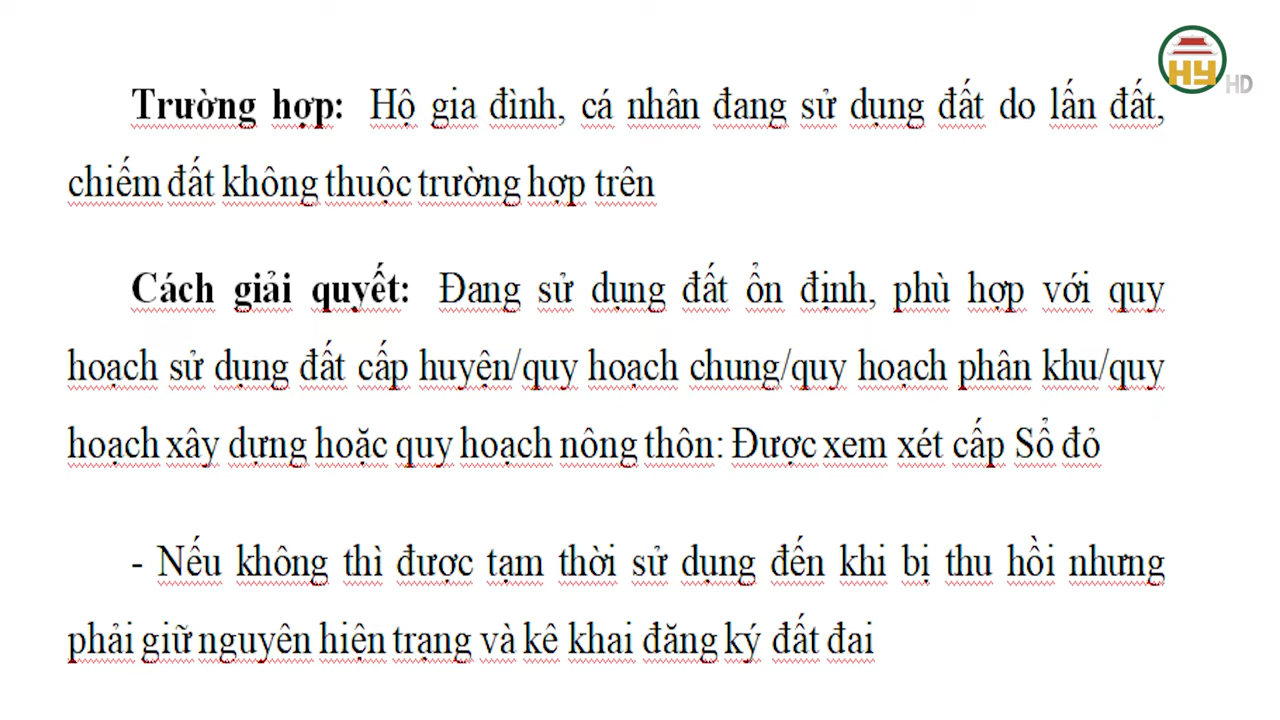 HY HD
Trường hợp: Hộ gia đình, cá nhân đang sử dụng đất do lấn đất,
chiếm đất không thuộc trường hợp trên
Cách giải quyết: Đang sử dụng đất ổn định, phù hợp với quy
hoạch sử dụng đất cấp huyện/quy hoạch chung/quy hoạch phân khu/quy
hoạch xây dựng hoặc quy hoạch nông thôn: Được xem xét cấp Sổ đỏ
- Nếu không thì được tạm thời sử dụng đến khi bị thu hồi nhưng
phải giữ nguyên hiện trạng và kê khai đăng ký đất đai